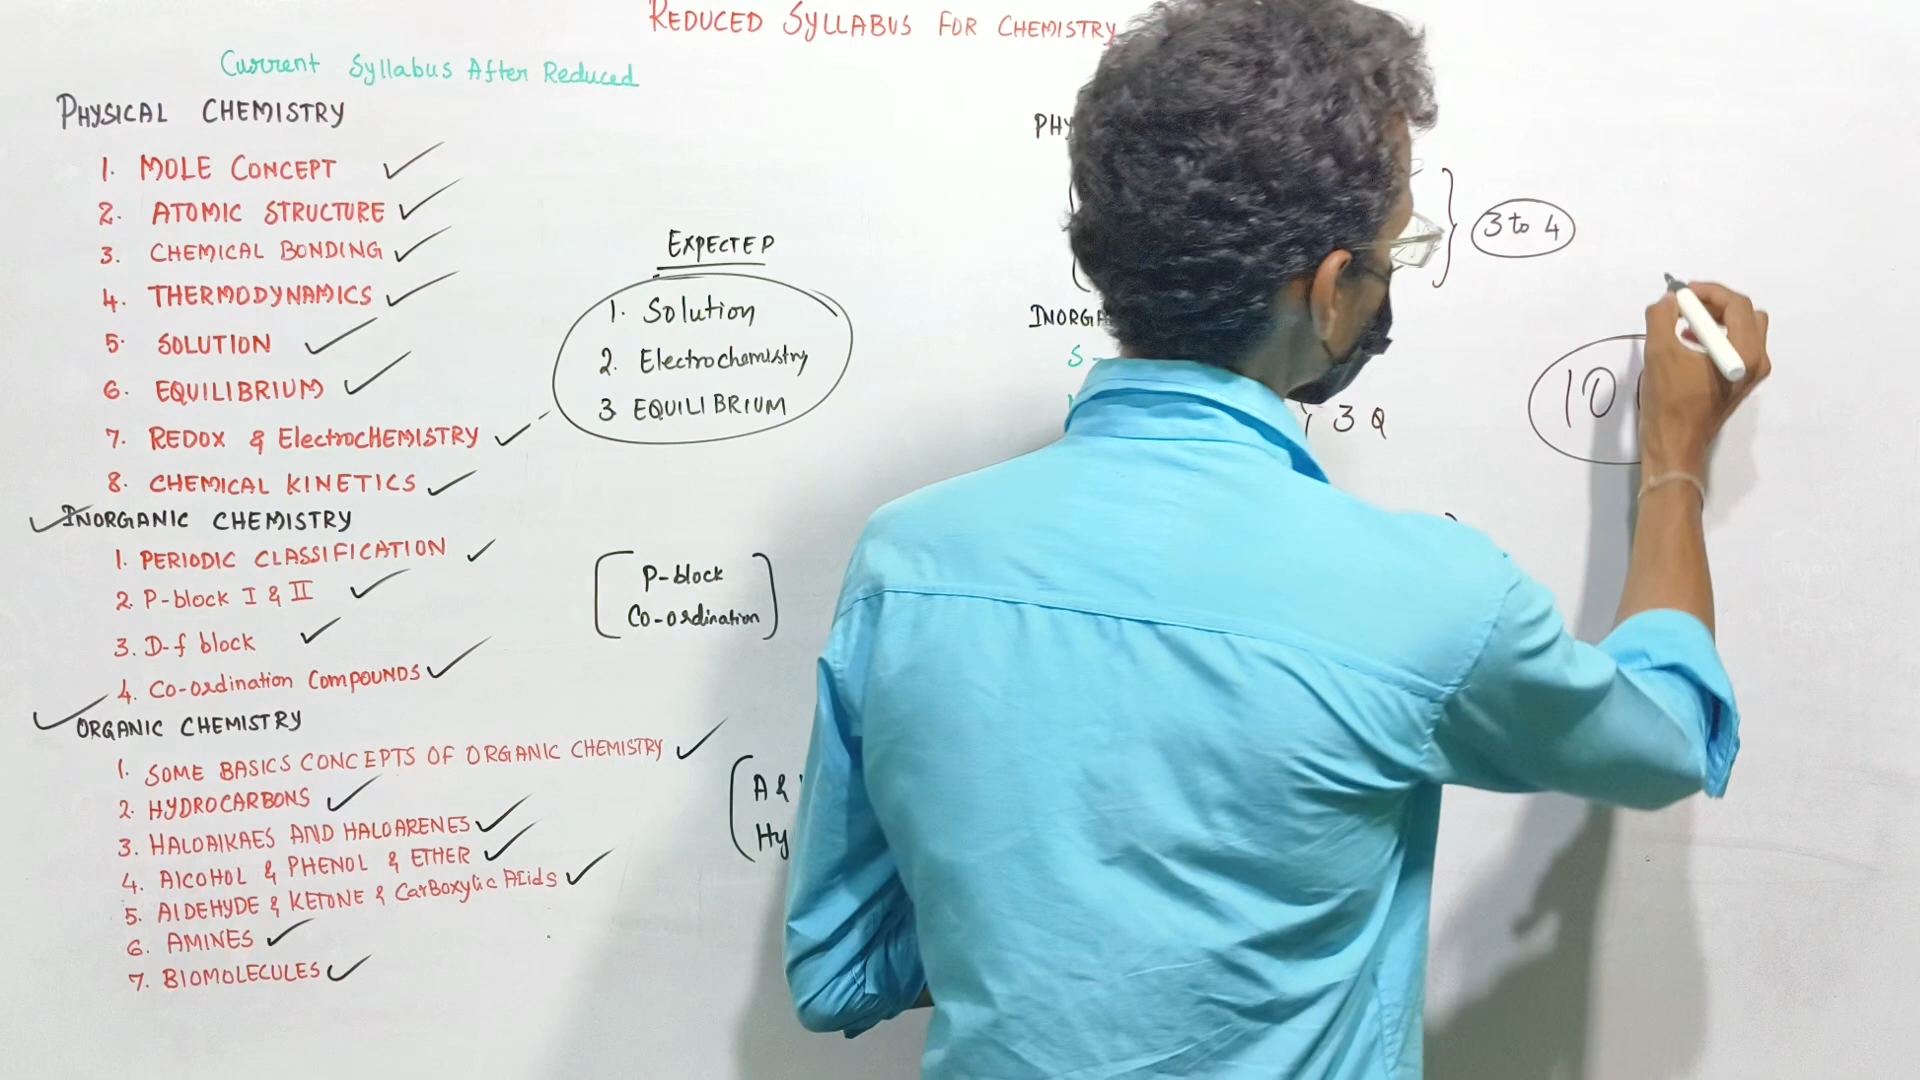 REDUCED SYLLABUS FOR CHEMISTRY
Current Syllabus After Reduced
PHYSICAL CHEMISTRY
1. MOLE CONCEPT
2. ATOMIC STRUCTURE
3. CHEMICAL BONDING
4. THERMODYNAMICS
5. SOLUTION
6. EQUILIBRIUM
7. REDOX & ElectroCHEMISTRY
8. CHEMICAL KINETICS
INORGANIC CHEMISTRY
1. PERIODIC CLASSIFICATION
2. P-block I & II
3. D-f block
4. Co-ordination COMPOUNDS
ORGANIC CHEMISTRY
1. SOME BASICS CONCEPTS OF ORGANIC CHEMISTRY
2. HYDROCARBONS
3. HALOAlKAES AND HALOARENES
4. AlCOHOL & PHENOL & ETHER
5. AlDEHYDE & KETONE & CarBoxylic Acids
6. AMINES
7. BIOMOLECULES
EXPECTED
1. Solution
2. Electrochemistry
3 EQUILIBRIUM
P-block
Co-ordination
A &
Hy
PHY
3 to 4
INORGA
S -
3 Q
10